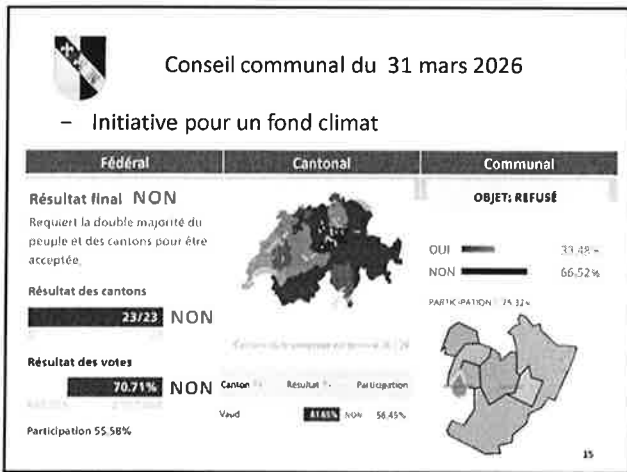 Conseil communal du 31 mars 2026
– Initiative pour un fond climat
Fédéral
Résultat final NON
Requiert la double majorité du
peuple et des cantons pour être
acceptée.
Résultat des cantons
23/23 NON
Résultat des votes
70.71% NON
Participation 55.58%
Cantonal
Canton Résultat Participation
Vaud NON 56.45%
Communal
OBJET: REFUSÉ
OUI 33.48%
NON 66.52%
PARTICIPATION
15